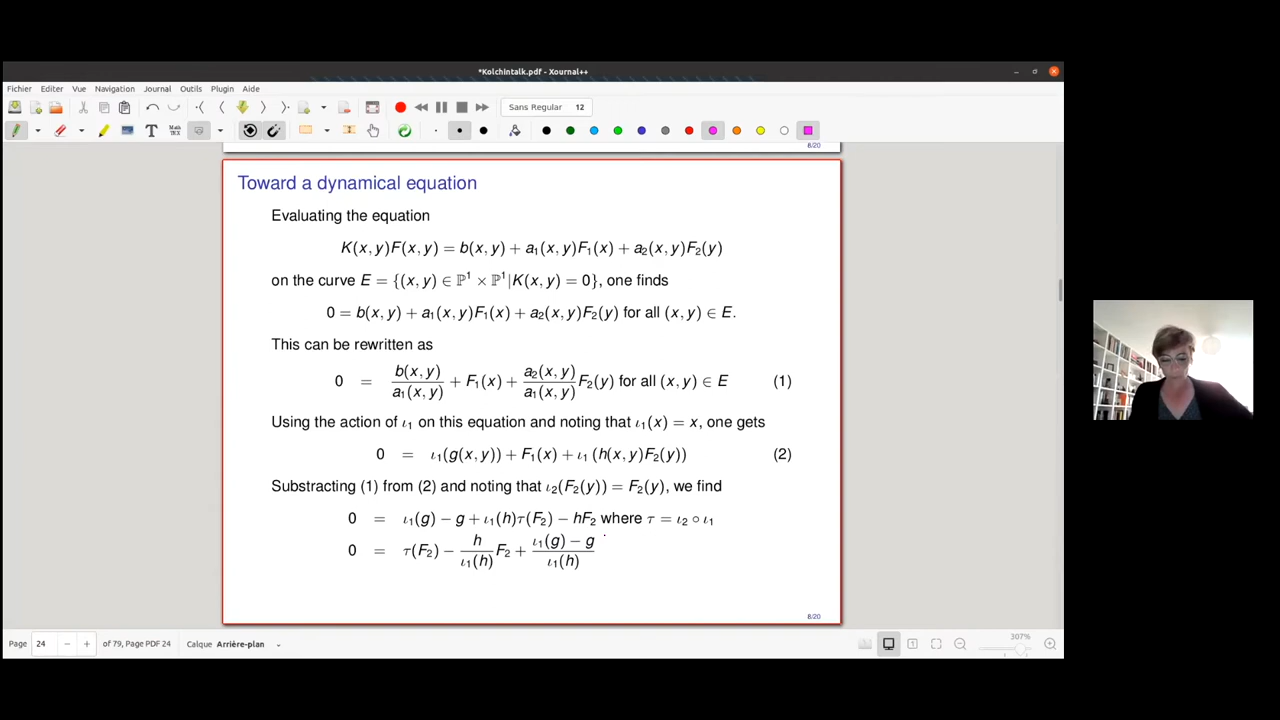 *Kolchintalk.pdf - Xournal++
Fichier Editer Vue Navigation Journal Outils Plugin Aide
Sans Regular 12
8/20
Toward a dynamical equation
Evaluating the equation
K(x, y)F(x, y) = b(x, y) + a₁(x, y)F₁(x) + a₂(x, y)F₂(y)
on the curve E = {(x, y) ∈ ℙ¹ × ℙ¹|K(x, y) = 0}, one finds
0 = b(x, y) + a₁(x, y)F₁(x) + a₂(x, y)F₂(y) for all (x, y) ∈ E.
This can be rewritten as
0 = b(x, y)/a₁(x, y) + F₁(x) + a₂(x, y)/a₁(x, y) F₂(y) for all (x, y) ∈ E (1)
Using the action of ι₁ on this equation and noting that ι₁(x) = x, one gets
0 = ι₁(g(x, y)) + F₁(x) + ι₁ (h(x, y)F₂(y)) (2)
Substracting (1) from (2) and noting that ι₂(F₂(y)) = F₂(y), we find
0 = ι₁(g) − g + ι₁(h)τ(F₂) − hF₂ where τ = ι₂ ∘ ι₁
0 = τ(F₂) − h/ι₁(h) F₂ + ι₁(g) − g/ι₁(h)
8/20
Page 24 of 79, Page PDF 24 Calque Arrière-plan 307%